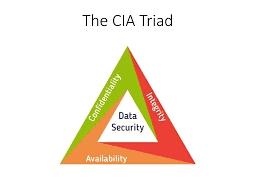 The CIA Triad
Confidentiality
Integrity
Data
Security
Availability